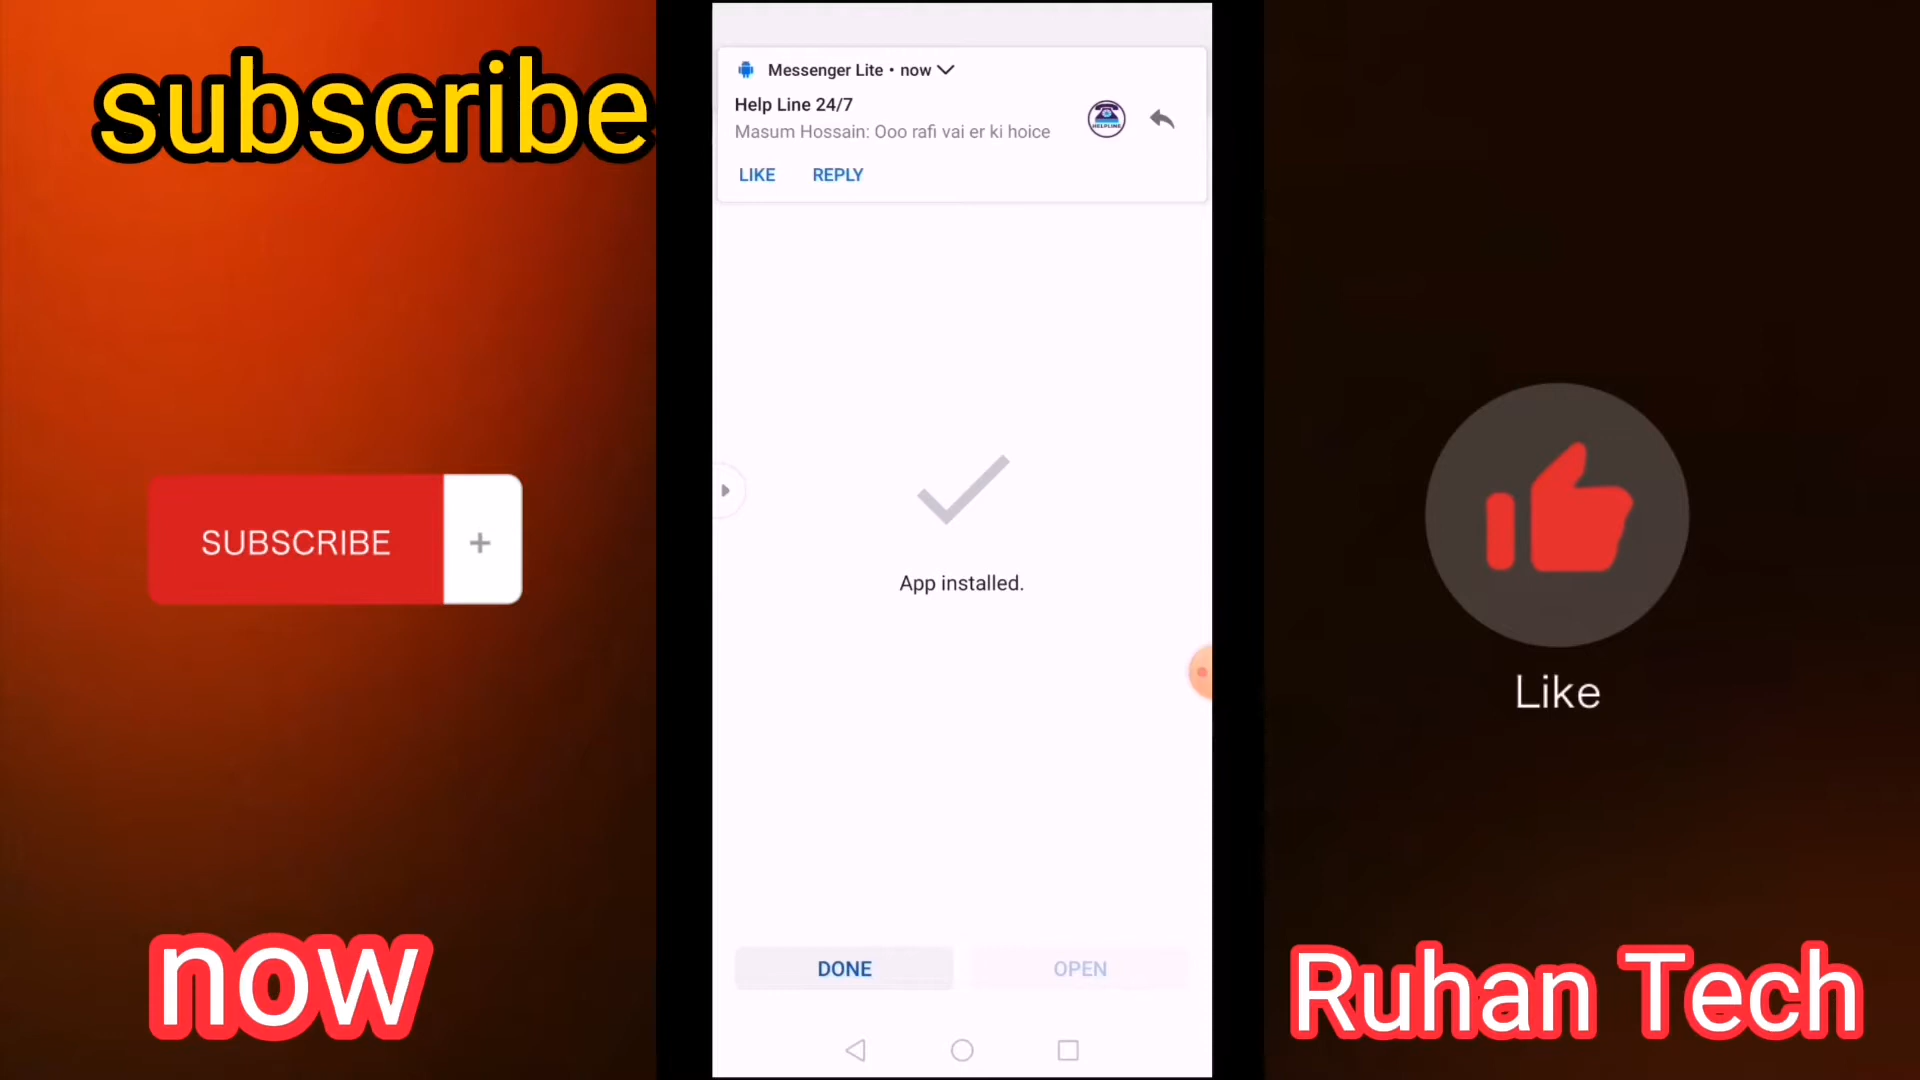 subscribe
SUBSCRIBE +
now
Messenger Lite • now
Help Line 24/7
Masum Hossain: Ooo rafi vai er ki hoice
HELPLINE
LIKE REPLY
App installed.
DONE OPEN
Like
Ruhan Tech